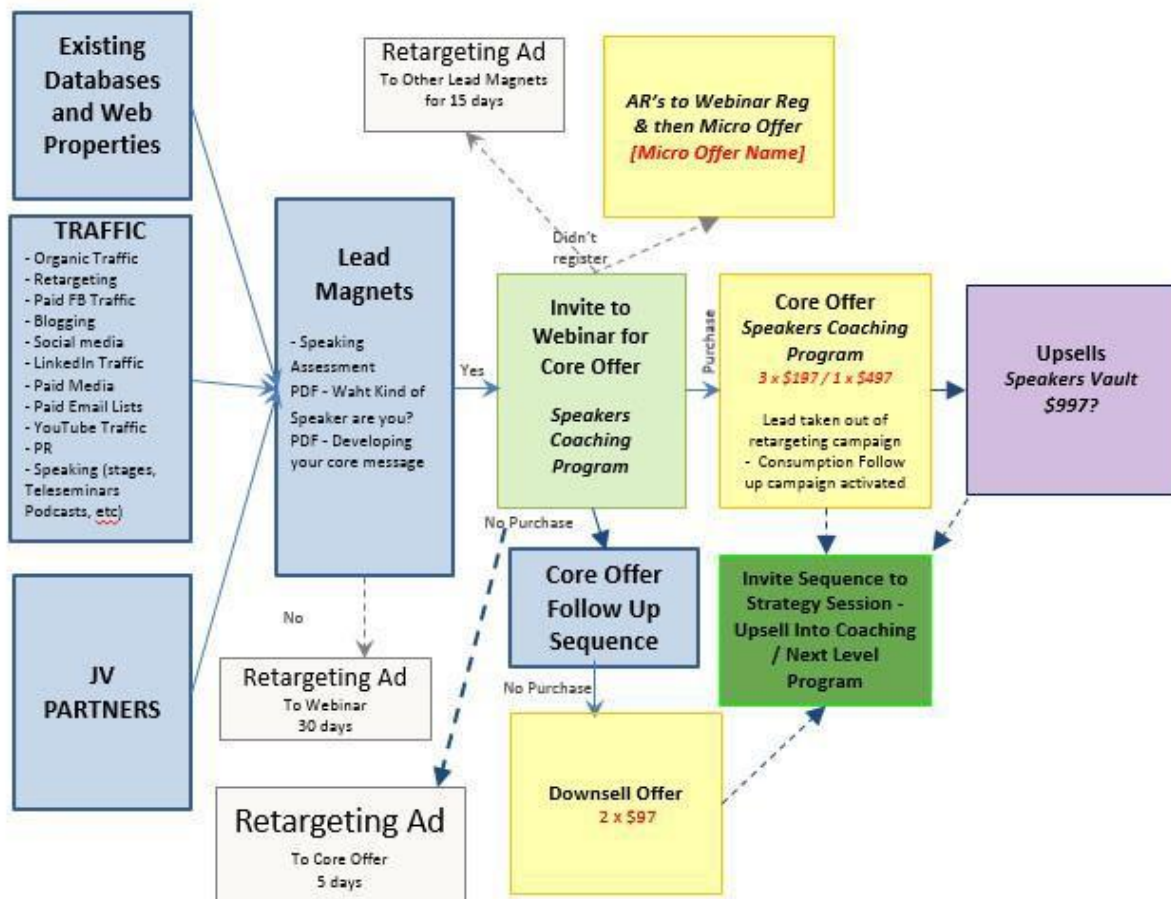 Existing
Databases
and Web
Properties
TRAFFIC
- Organic Traffic
- Retargeting
- Paid FB Traffic
- Blogging
- Social media
- LinkedIn Traffic
- Paid Media
- Paid Email Lists
- YouTube Traffic
- PR
- Speaking (stages,
Teleseminars
Podcasts, etc)
JV
PARTNERS
Lead
Magnets
- Speaking
Assessment
PDF - Waht Kind of
Speaker are you?
PDF - Developing
your core message
No
Retargeting Ad
To Webinar
30 days
Retargeting Ad
To Core Offer
5 days
Yes
Retargeting Ad
To Other Lead Magnets
for 15 days
AR's to Webinar Reg
& then Micro Offer
[Micro Offer Name]
Didn't
register
Invite to
Webinar for
Core Offer
Speakers
Coaching
Program
No Purchase
Core Offer
Follow Up
Sequence
No Purchase
Downsell Offer
2 x $97
Purchase
Core Offer
Speakers Coaching
Program
3 x $197 / 1 x $497
Lead taken out of
retargeting campaign
- Consumption Follow
up campaign activated
Upsells
Speakers Vault
$997?
Invite Sequence to
Strategy Session -
Upsell Into Coaching
/ Next Level
Program